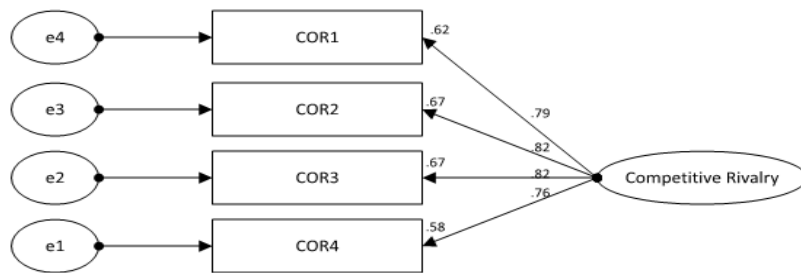 e4
COR1
.62
.79
e3
COR2
.67
.82
e2
COR3
.67
.82
Competitive Rivalry
.76
e1
COR4
.58